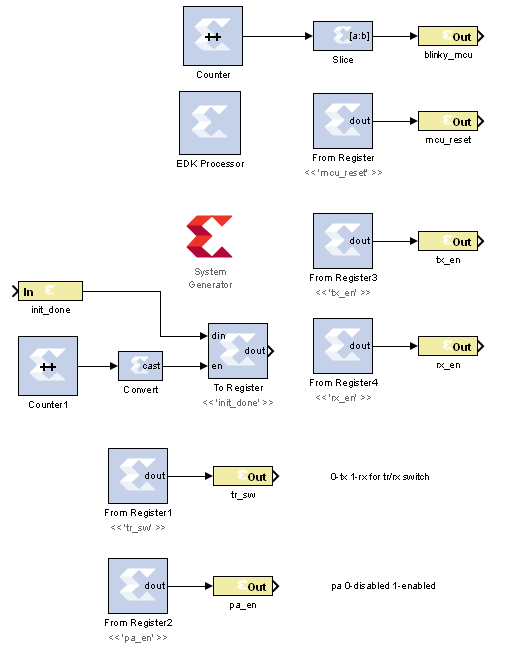 ++
Counter
[a:b]
Slice
Out
blinky_mcu
EDK Processor
dout
From Register
<< 'mcu_reset' >>
Out
mcu_reset
System
Generator
dout
From Register3
<< 'tx_en' >>
Out
tx_en
In
init_done
++
Counter1
cast
Convert
din
en
dout
To Register
<< 'init_done' >>
dout
From Register4
<< 'rx_en' >>
Out
rx_en
dout
From Register1
<< 'tr_sw' >>
Out
tr_sw
0-tx 1-rx for tr/rx switch
dout
From Register2
<< 'pa_en' >>
Out
pa_en
pa 0-disabled 1-enabled